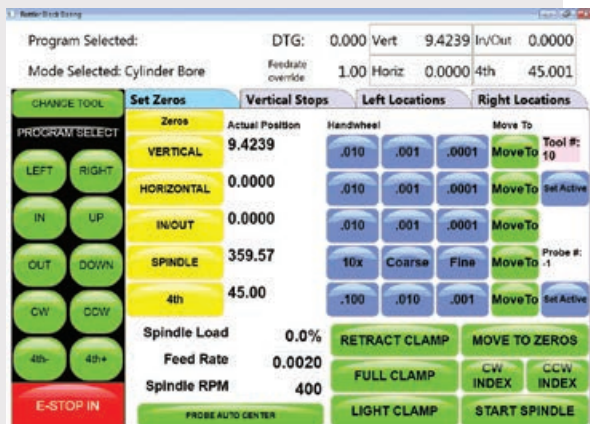 Rottler Block Boring
Program Selected: DTG: 0.000 Vert 9.4239 In/Out 0.0000
Mode Selected: Cylinder Bore Feedrate override 1.00 Horiz 0.0000 4th 45.001
CHANGE TOOL Set Zeros Vertical Stops Left Locations Right Locations
PROGRAM SELECT Zeros Actual Position Handwheel Move To
VERTICAL 9.4239 .010 .001 .0001 MoveTo Tool #: 10
LEFT RIGHT HORIZONTAL 0.0000 .010 .001 .0001 MoveTo Set Active
IN UP IN/OUT 0.0000 .010 .001 .0001 MoveTo
OUT DOWN SPINDLE 359.57 10x Coarse Fine MoveTo Probe #: -1
CW CCW 4th 45.00 .100 .010 .001 MoveTo Set Active
Spindle Load 0.0% RETRACT CLAMP MOVE TO ZEROS
4th- 4th+ Feed Rate 0.0020 FULL CLAMP CW INDEX CCW INDEX
Spindle RPM 400
E-STOP IN PROBE AUTO CENTER LIGHT CLAMP START SPINDLE